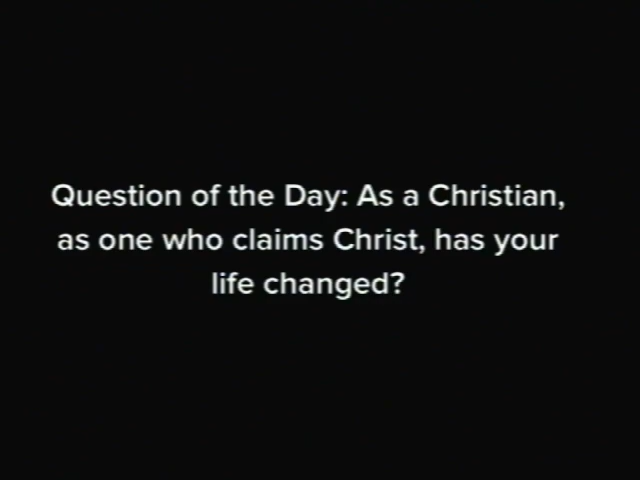 Question of the Day: As a Christian,
as one who claims Christ, has your
life changed?